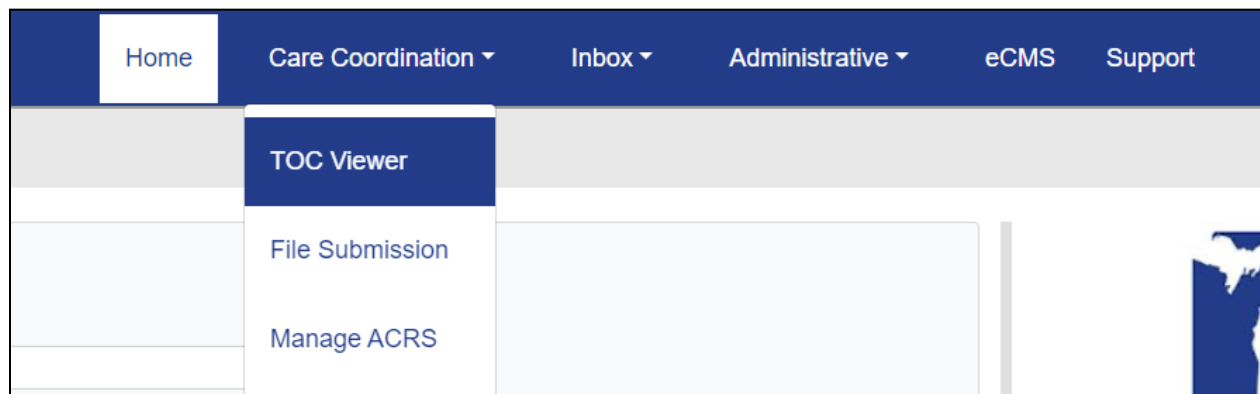 Home Care Coordination Inbox Administrative eCMS Support
TOC Viewer
File Submission
Manage ACRS